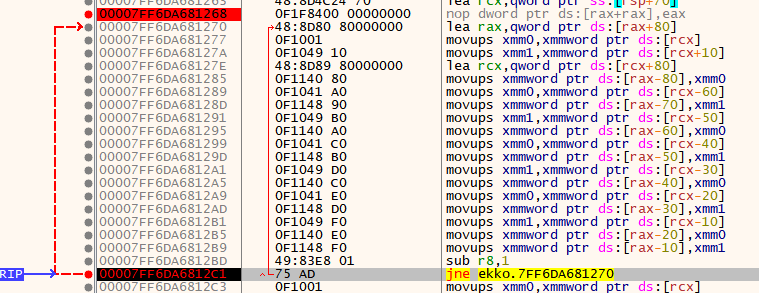 00007FF6DA681263 48:8D4C24 70 lea rcx,qword ptr ss:[rsp+70]
00007FF6DA681268 0F1F8400 00000000 nop dword ptr ds:[rax+rax],eax
00007FF6DA681270 48:8D80 80000000 lea rax,qword ptr ds:[rax+80]
00007FF6DA681277 0F1001 movups xmm0,xmmword ptr ds:[rcx]
00007FF6DA68127A 0F1049 10 movups xmm1,xmmword ptr ds:[rcx+10]
00007FF6DA68127E 48:8D89 80000000 lea rcx,qword ptr ds:[rcx+80]
00007FF6DA681285 0F1140 80 movups xmmword ptr ds:[rax-80],xmm0
00007FF6DA681289 0F1041 A0 movups xmm0,xmmword ptr ds:[rcx-60]
00007FF6DA68128D 0F1148 90 movups xmmword ptr ds:[rax-70],xmm1
00007FF6DA681291 0F1049 B0 movups xmm1,xmmword ptr ds:[rcx-50]
00007FF6DA681295 0F1140 A0 movups xmmword ptr ds:[rax-60],xmm0
00007FF6DA681299 0F1041 C0 movups xmm0,xmmword ptr ds:[rcx-40]
00007FF6DA68129D 0F1148 B0 movups xmmword ptr ds:[rax-50],xmm1
00007FF6DA6812A1 0F1049 D0 movups xmm1,xmmword ptr ds:[rcx-30]
00007FF6DA6812A5 0F1140 C0 movups xmmword ptr ds:[rax-40],xmm0
00007FF6DA6812A9 0F1041 E0 movups xmm0,xmmword ptr ds:[rcx-20]
00007FF6DA6812AD 0F1148 D0 movups xmmword ptr ds:[rax-30],xmm1
00007FF6DA6812B1 0F1049 F0 movups xmm1,xmmword ptr ds:[rcx-10]
00007FF6DA6812B5 0F1140 E0 movups xmmword ptr ds:[rax-20],xmm0
00007FF6DA6812B9 0F1148 F0 movups xmmword ptr ds:[rax-10],xmm1
00007FF6DA6812BD 49:83E8 01 sub r8,1
RIP 00007FF6DA6812C1 75 AD jne ekko.7FF6DA681270
00007FF6DA6812C3 0F1001 movups xmm0,xmmword ptr ds:[rcx]